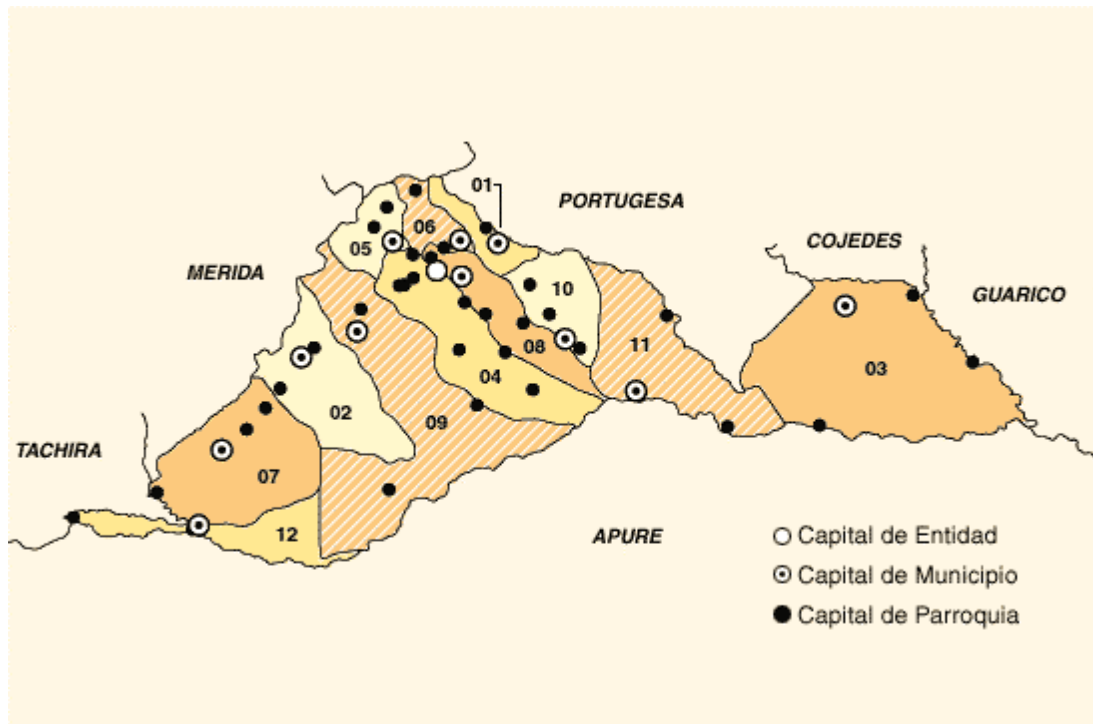 01
PORTUGESA
06
COJEDES
05
MERIDA
10
GUARICO
08
11
03
04
02
09
TACHIRA
07
12
APURE
Capital de Entidad
Capital de Municipio
Capital de Parroquia